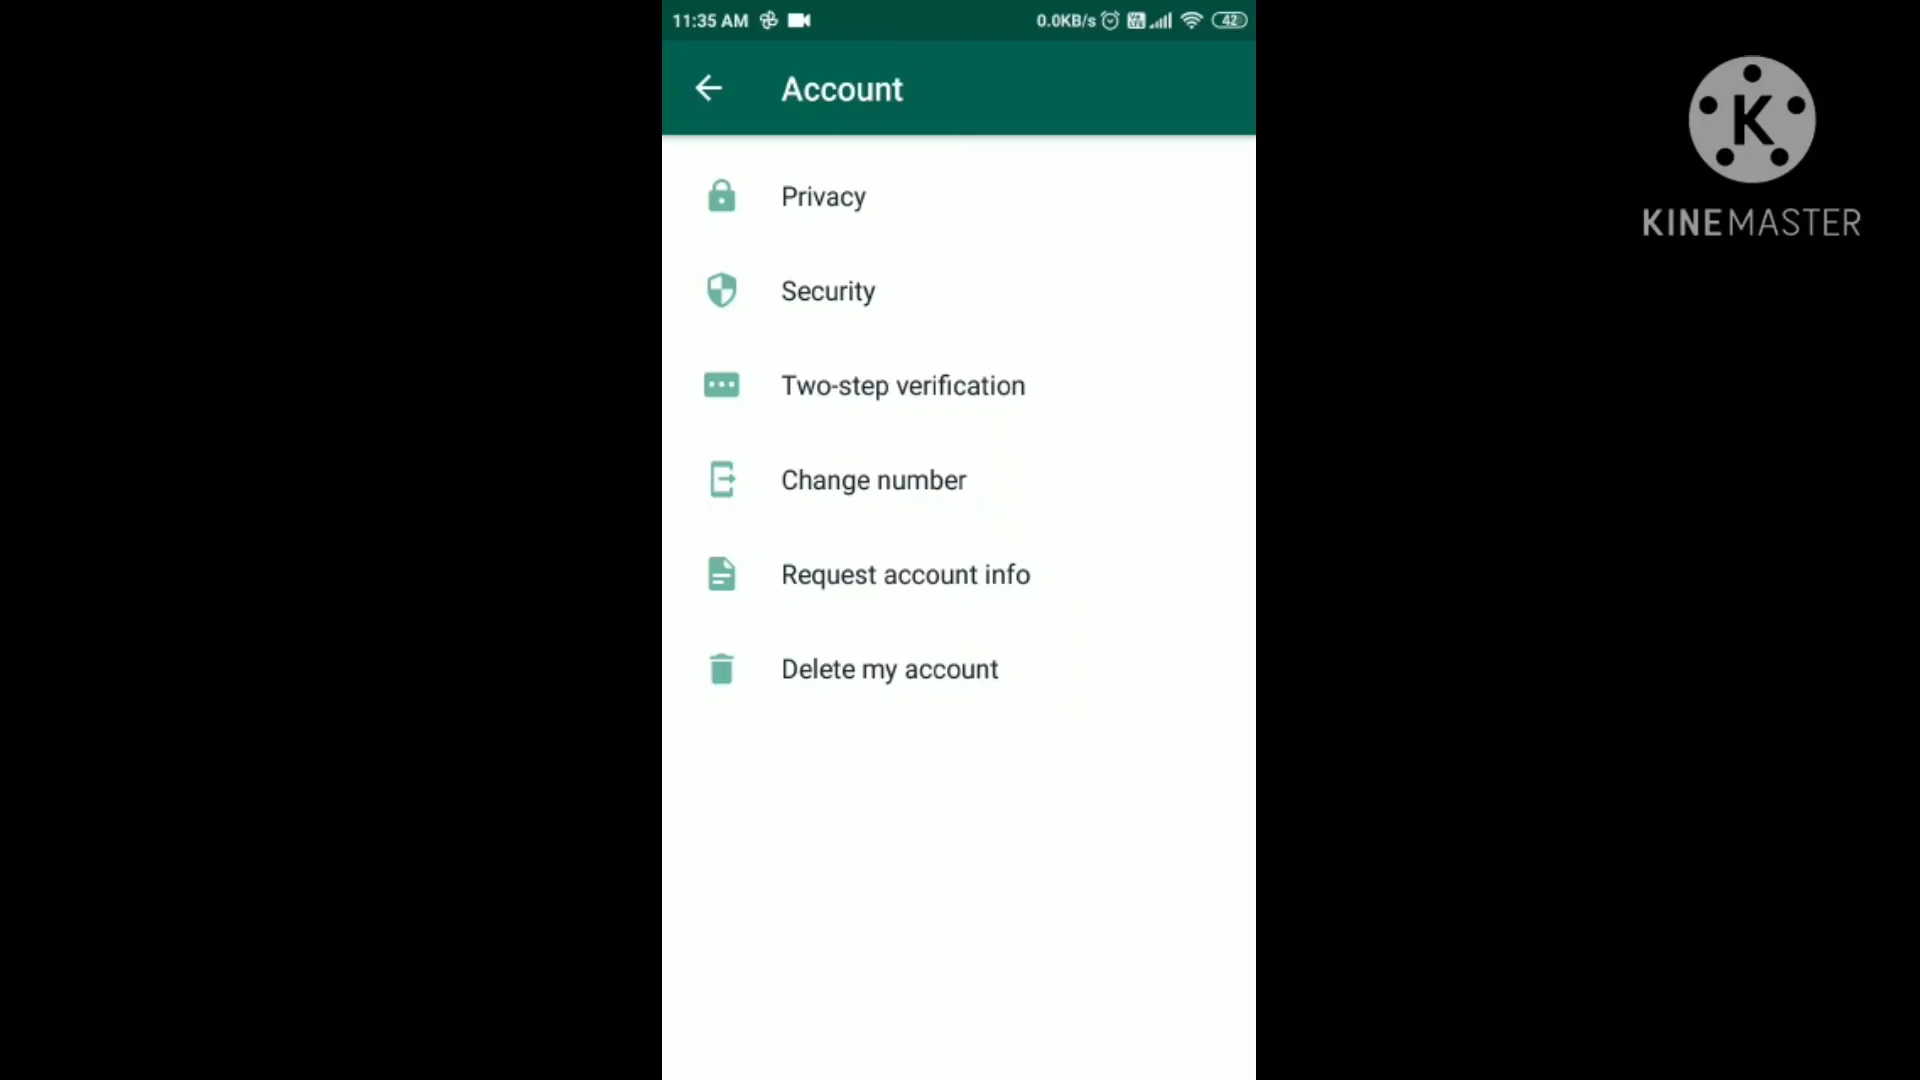 11:35 AM 0.0KB/s 42
Account
Privacy
Security
Two-step verification
Change number
Request account info
Delete my account
K
KINEMASTER